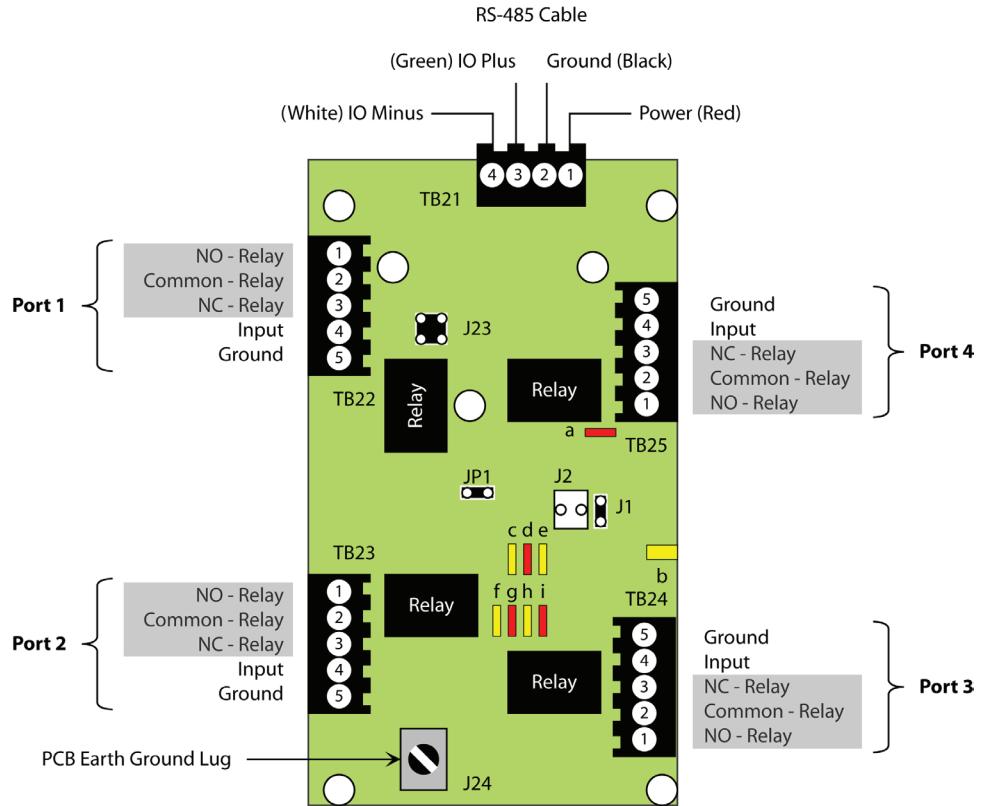 RS-485 Cable
(Green) IO Plus
Ground (Black)
(White) IO Minus
Power (Red)
4 3 2 1
TB21
Port 1
NO - Relay
Common - Relay
NC - Relay
Input
Ground
1
2
3
4
5
TB22
J23
Relay
Relay
5
4
3
2
1
Ground
Input
NC - Relay
Common - Relay
NO - Relay
Port 4
a
TB25
JP1
J2
J1
c d e
f g h i
b
TB23
TB24
Port 2
NO - Relay
Common - Relay
NC - Relay
Input
Ground
1
2
3
4
5
Relay
Relay
5
4
3
2
1
Ground
Input
NC - Relay
Common - Relay
NO - Relay
Port 3
PCB Earth Ground Lug
J24